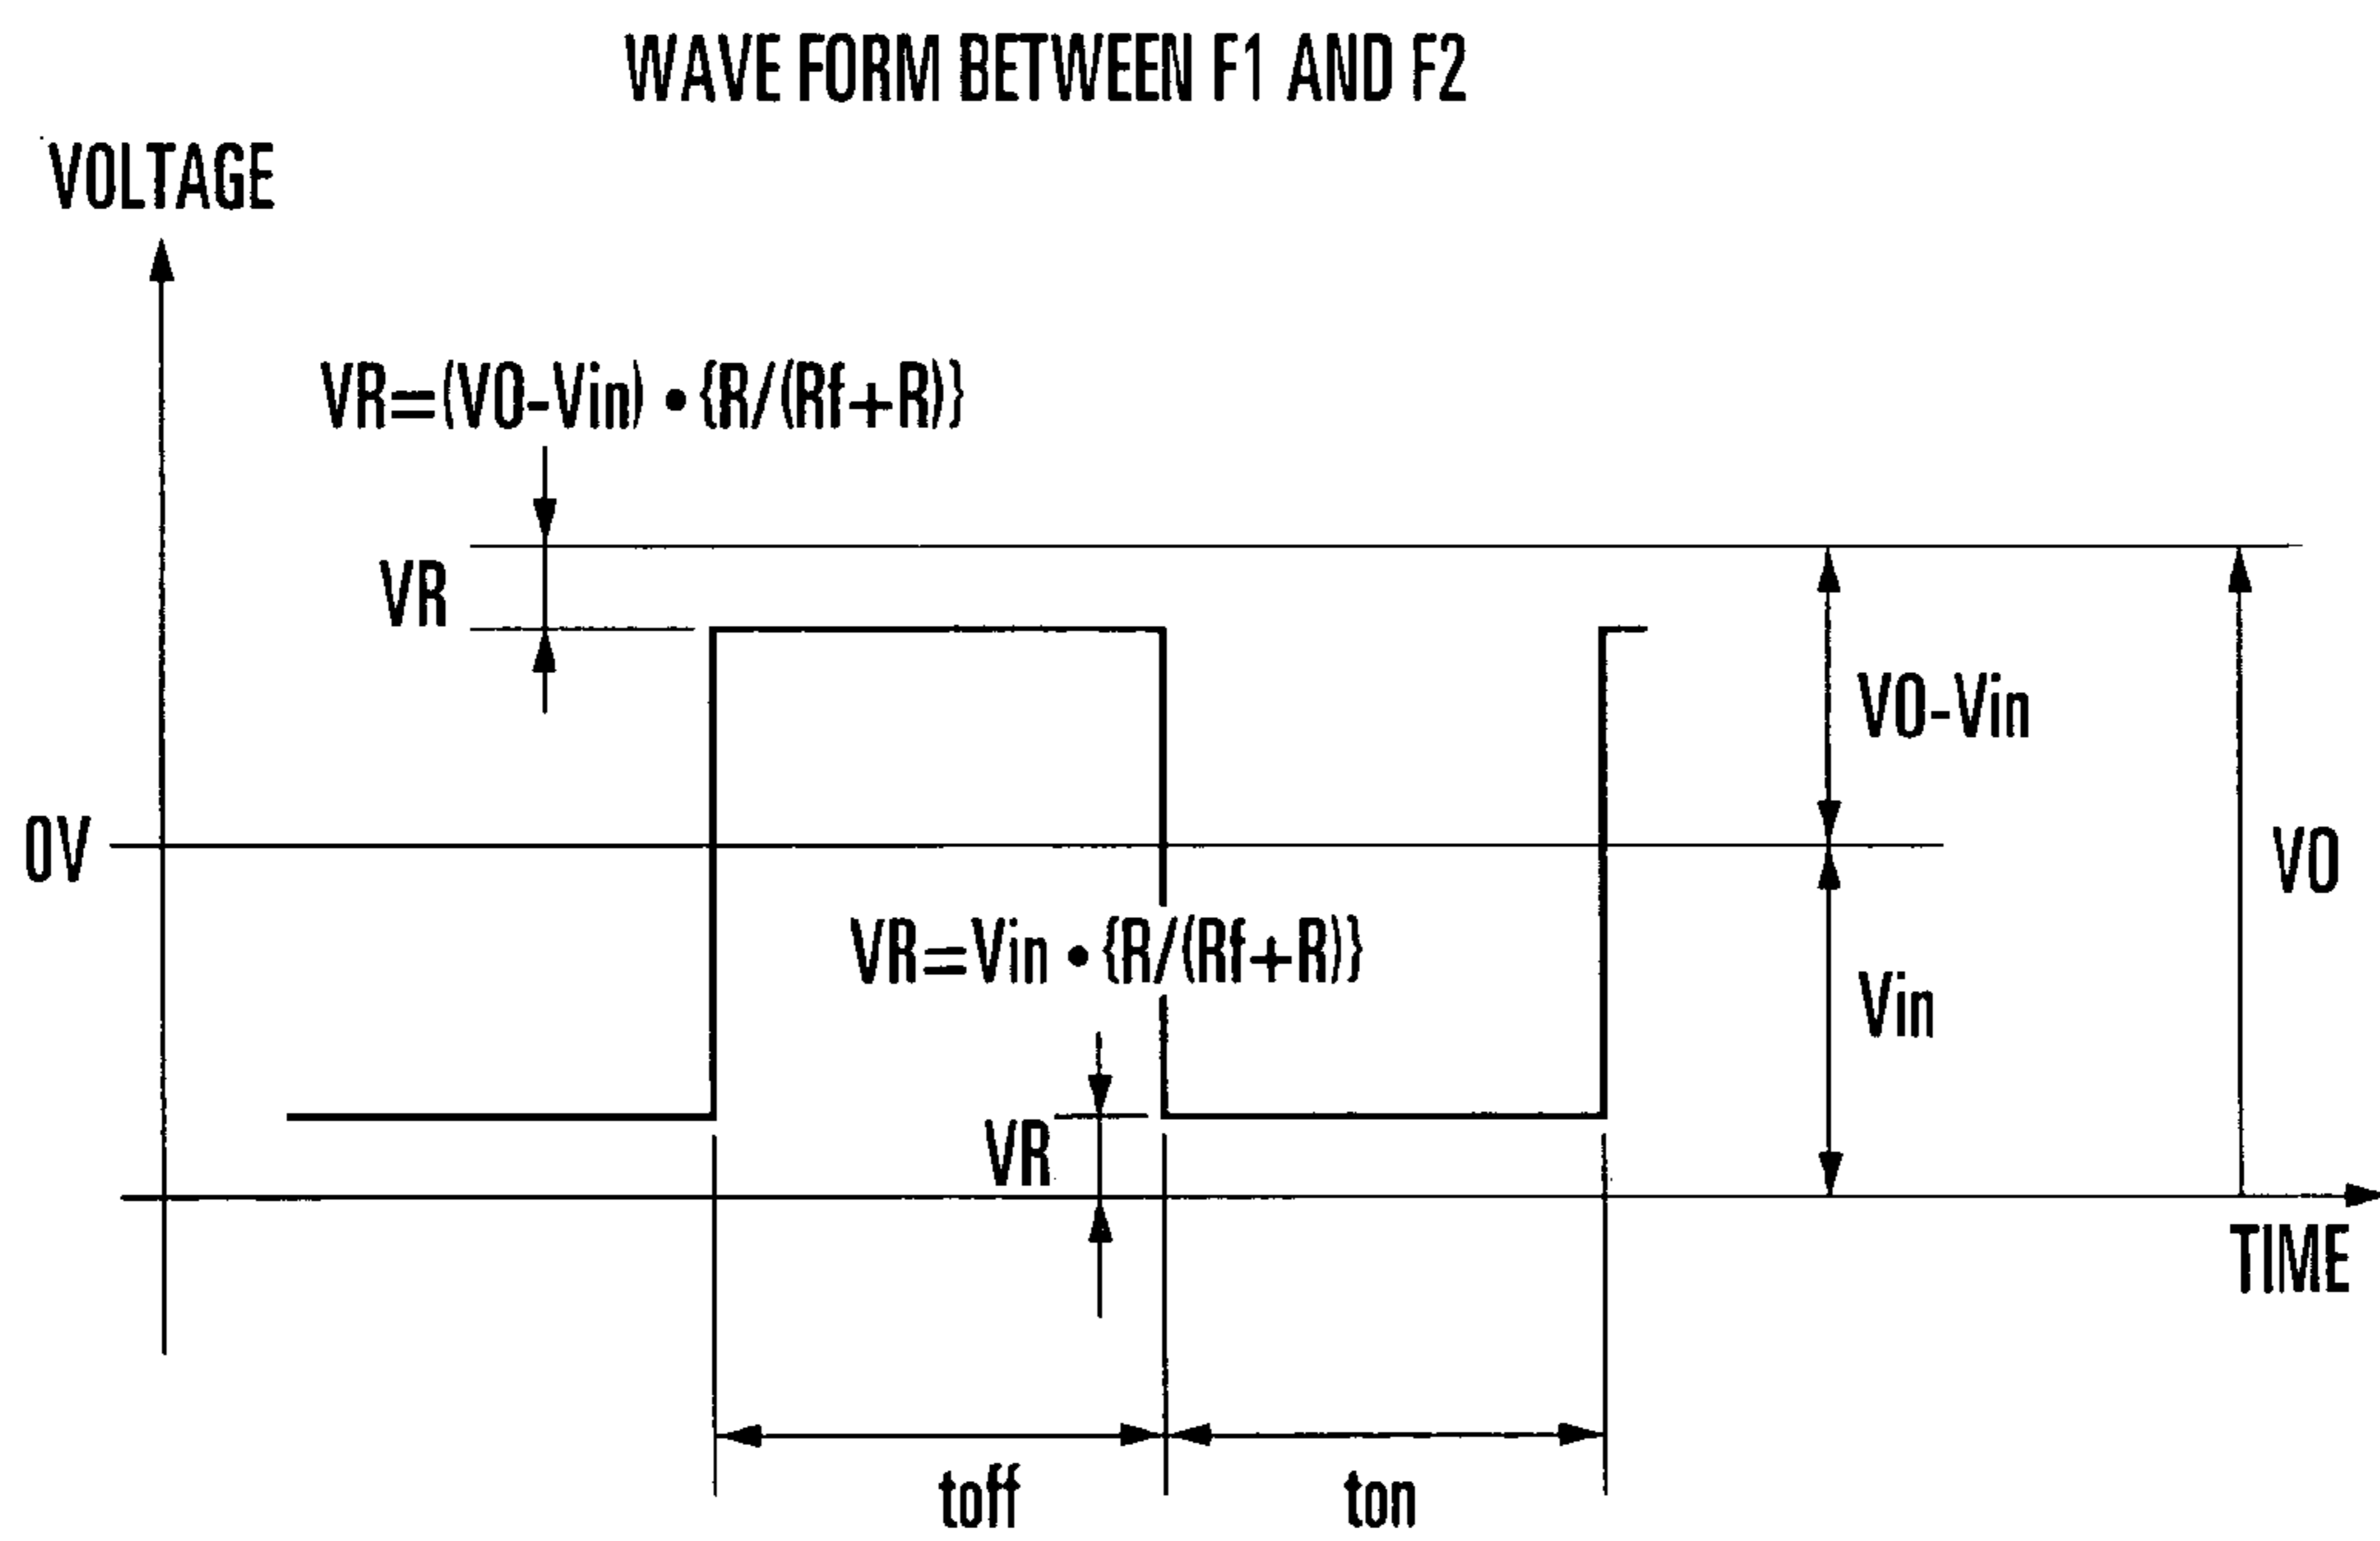 WAVE FORM BETWEEN F1 AND F2
VOLTAGE
VR=(VO-Vin)•{R/(Rf+R)}
VR
VO-Vin
0V
VO
VR=Vin•{R/(Rf+R)}
Vin
VR
TIME
toff
ton